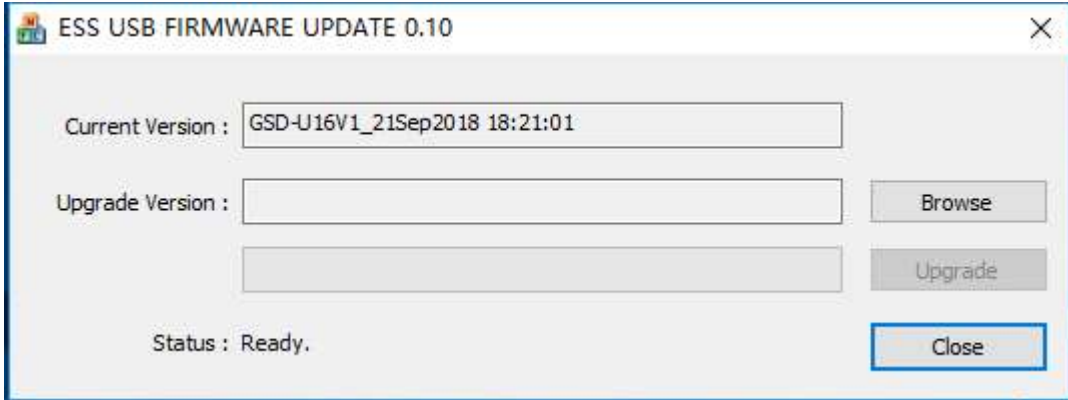 ESS USB FIRMWARE UPDATE 0.10
Current Version : GSD-U16V1_21Sep2018 18:21:01
Upgrade Version : Browse
Upgrade
Status : Ready. Close